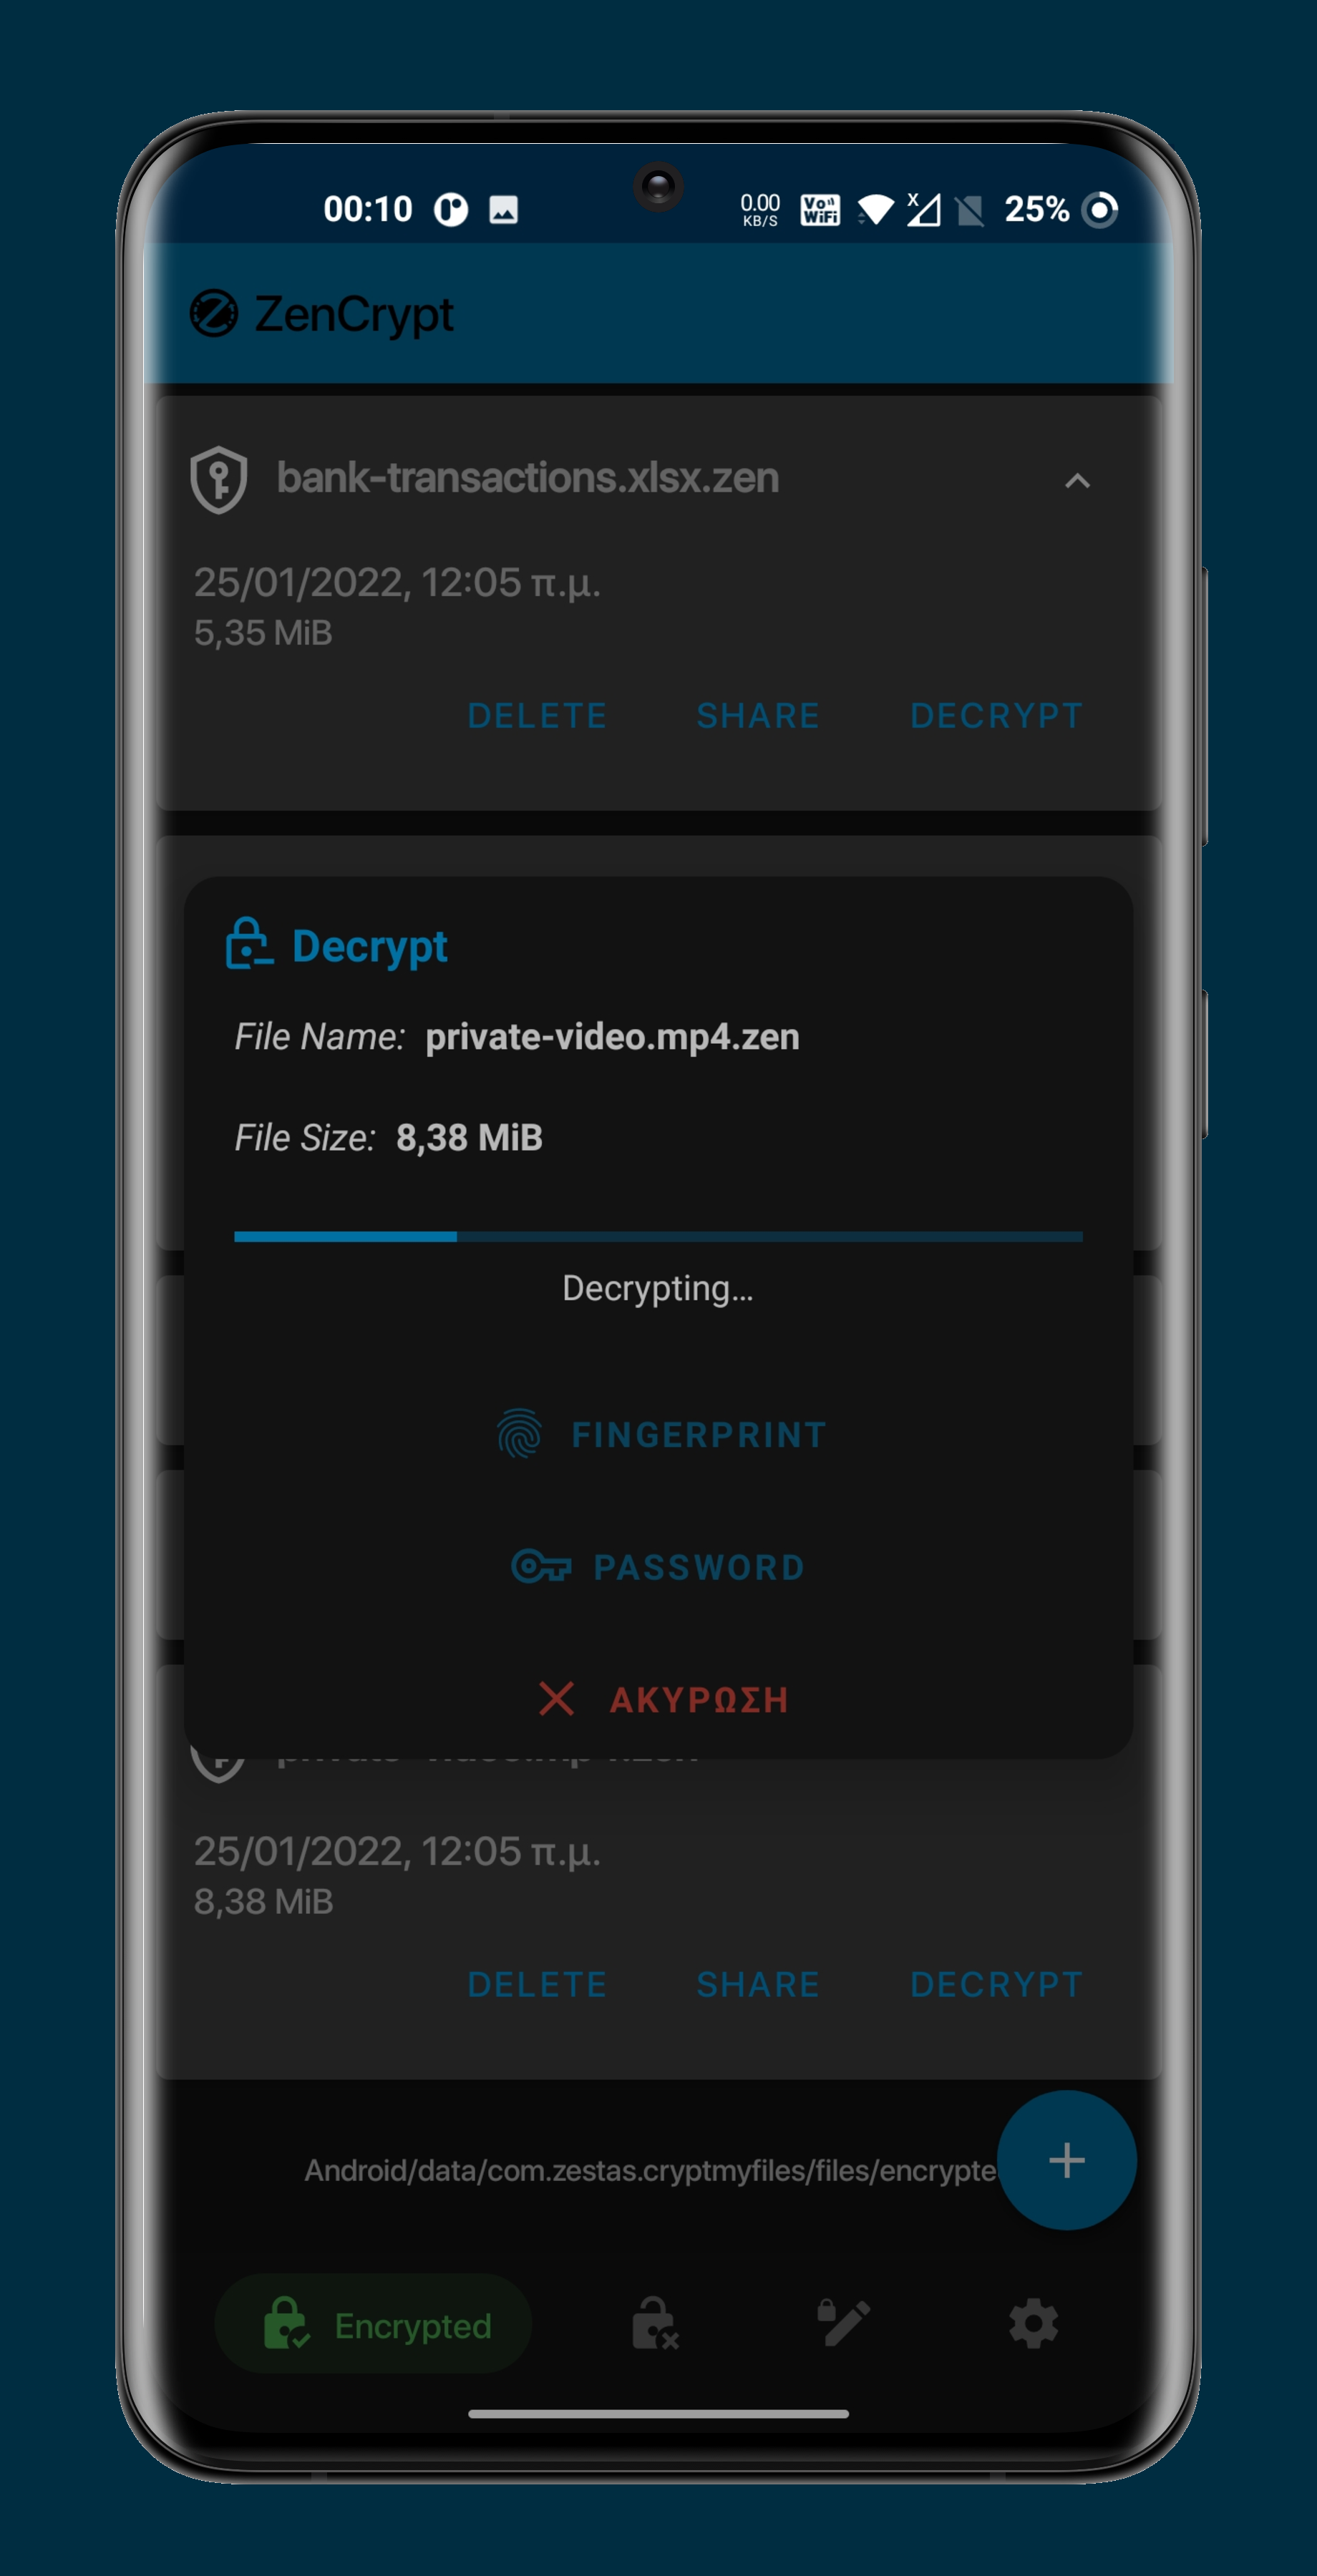 00:10
0.00
KB/S
Vo
WiFi
X
25%
ZenCrypt
bank-transactions.xlsx.zen
25/01/2022, 12:05 π.μ.
5,35 MiB
DELETE SHARE DECRYPT
Decrypt
File Name: private-video.mp4.zen
File Size: 8,38 MiB
Decrypting...
FINGERPRINT
PASSWORD
ΑΚΥΡΩΣΗ
25/01/2022, 12:05 π.μ.
8,38 MiB
DELETE SHARE DECRYPT
Android/data/com.zestas.cryptmyfiles/files/encrypte
Encrypted